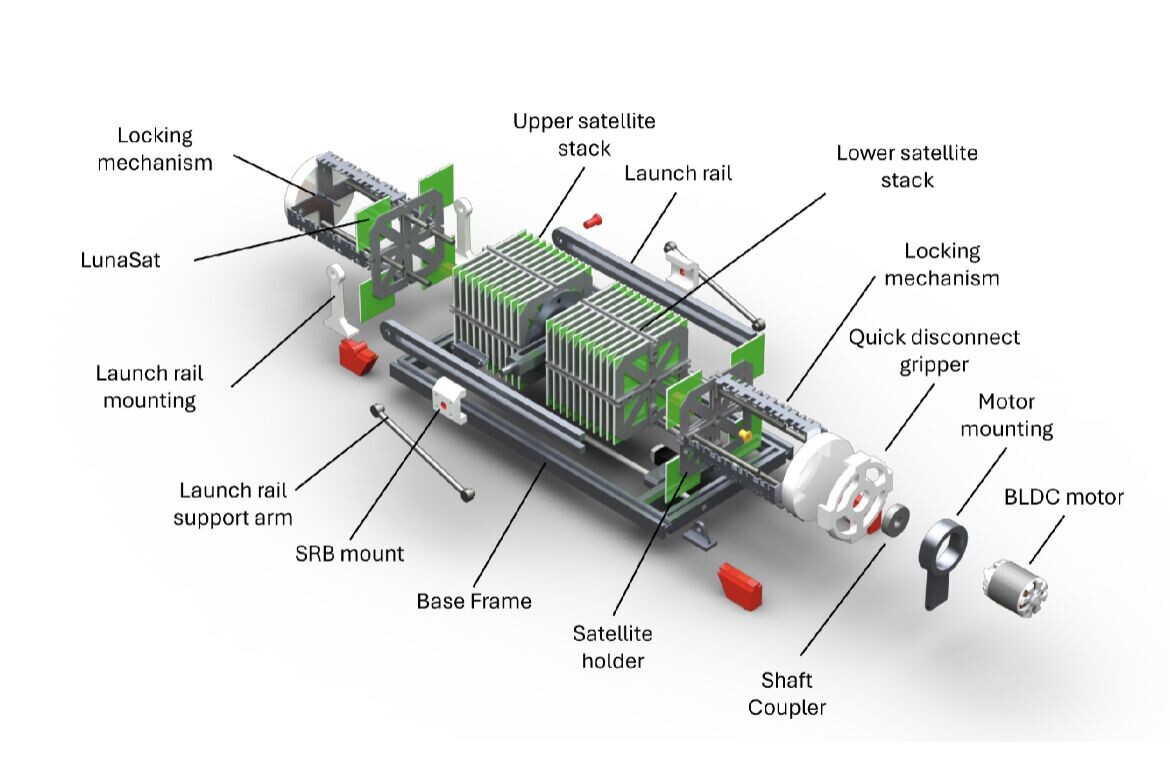 Upper satellite
stack
Locking
mechanism
Launch rail
Lower satellite
stack
LunaSat
Locking
mechanism
Quick disconnect
gripper
Launch rail
mounting
Motor
mounting
Launch rail
support arm
BLDC motor
SRB mount
Base Frame
Satellite
holder
Shaft
Coupler